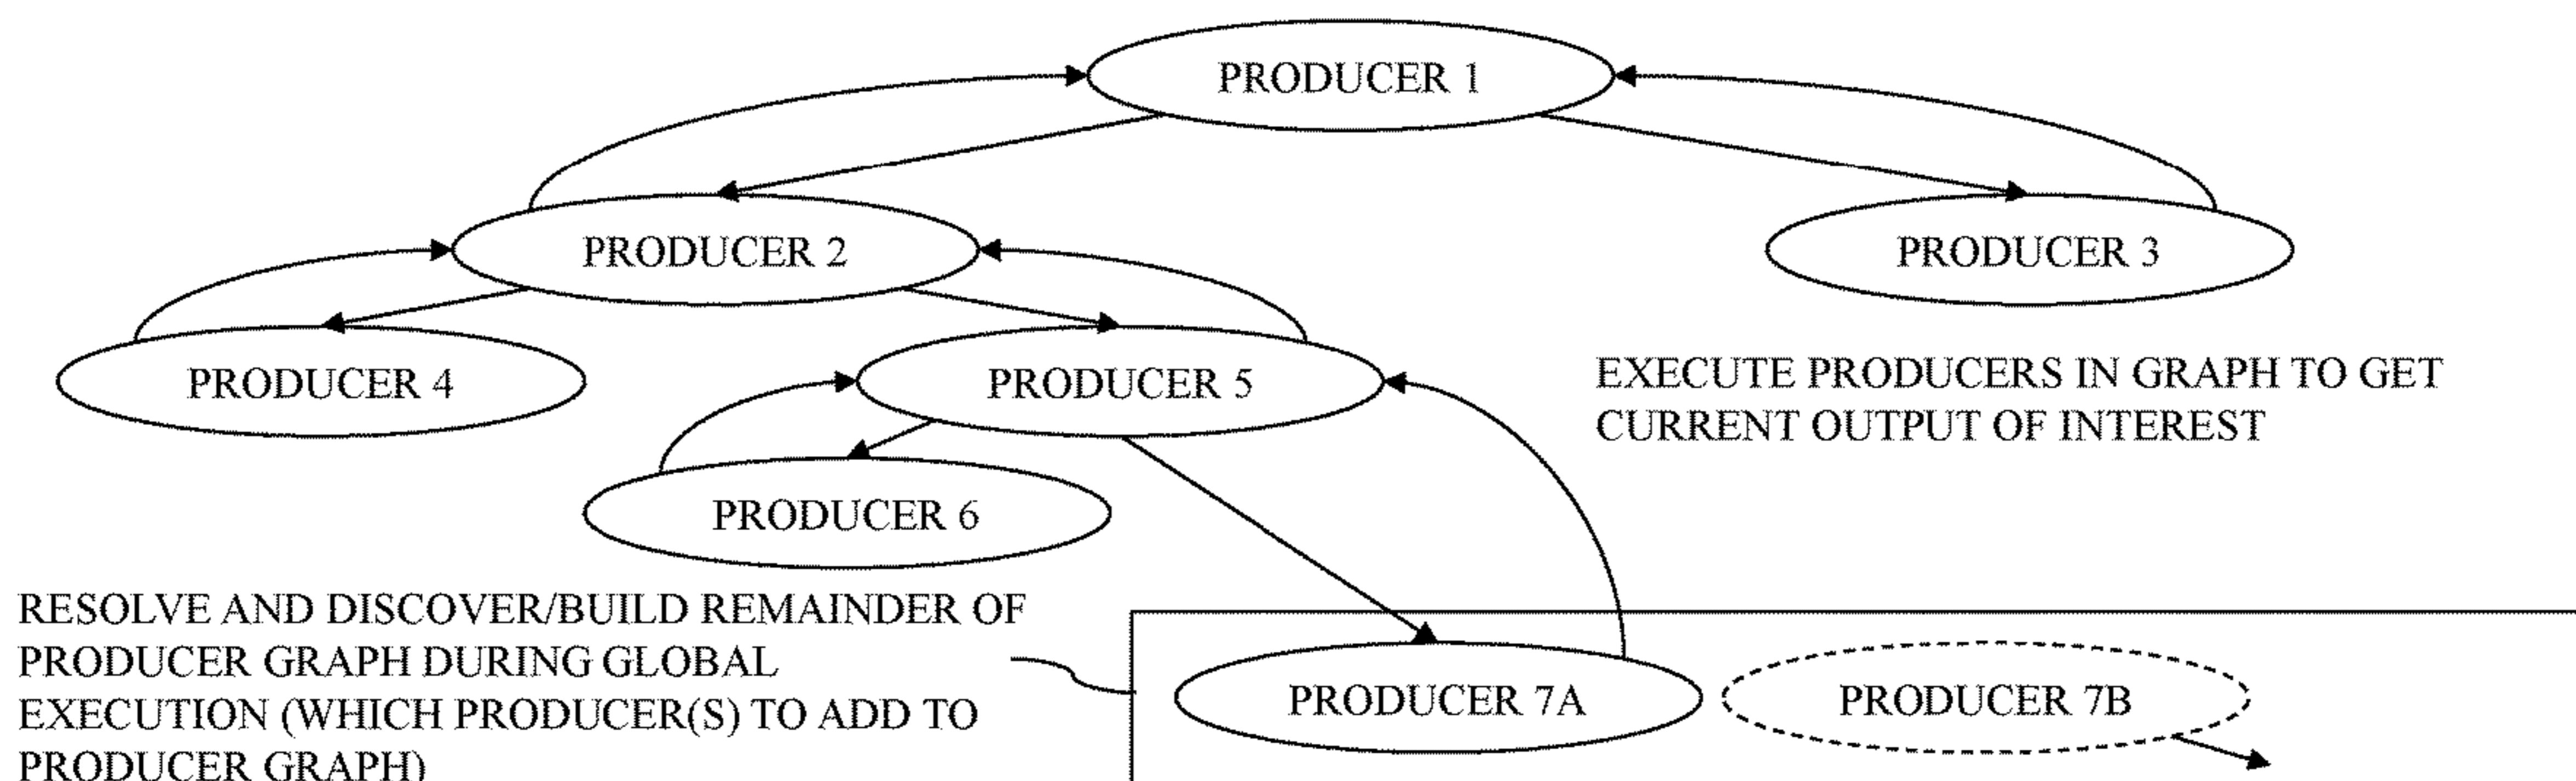 PRODUCER 1
PRODUCER 2
PRODUCER 3
PRODUCER 4
PRODUCER 5
EXECUTE PRODUCERS IN GRAPH TO GET
CURRENT OUTPUT OF INTEREST
PRODUCER 6
RESOLVE AND DISCOVER/BUILD REMAINDER OF
PRODUCER GRAPH DURING GLOBAL
EXECUTION (WHICH PRODUCER(S) TO ADD TO
PRODUCER GRAPH)
PRODUCER 7A
PRODUCER 7B